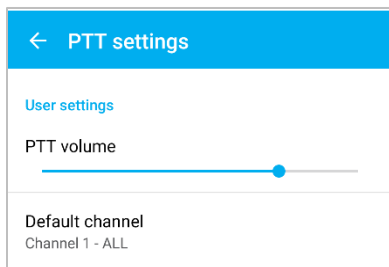 PTT settings
User settings
PTT volume
Default channel
Channel 1 - ALL